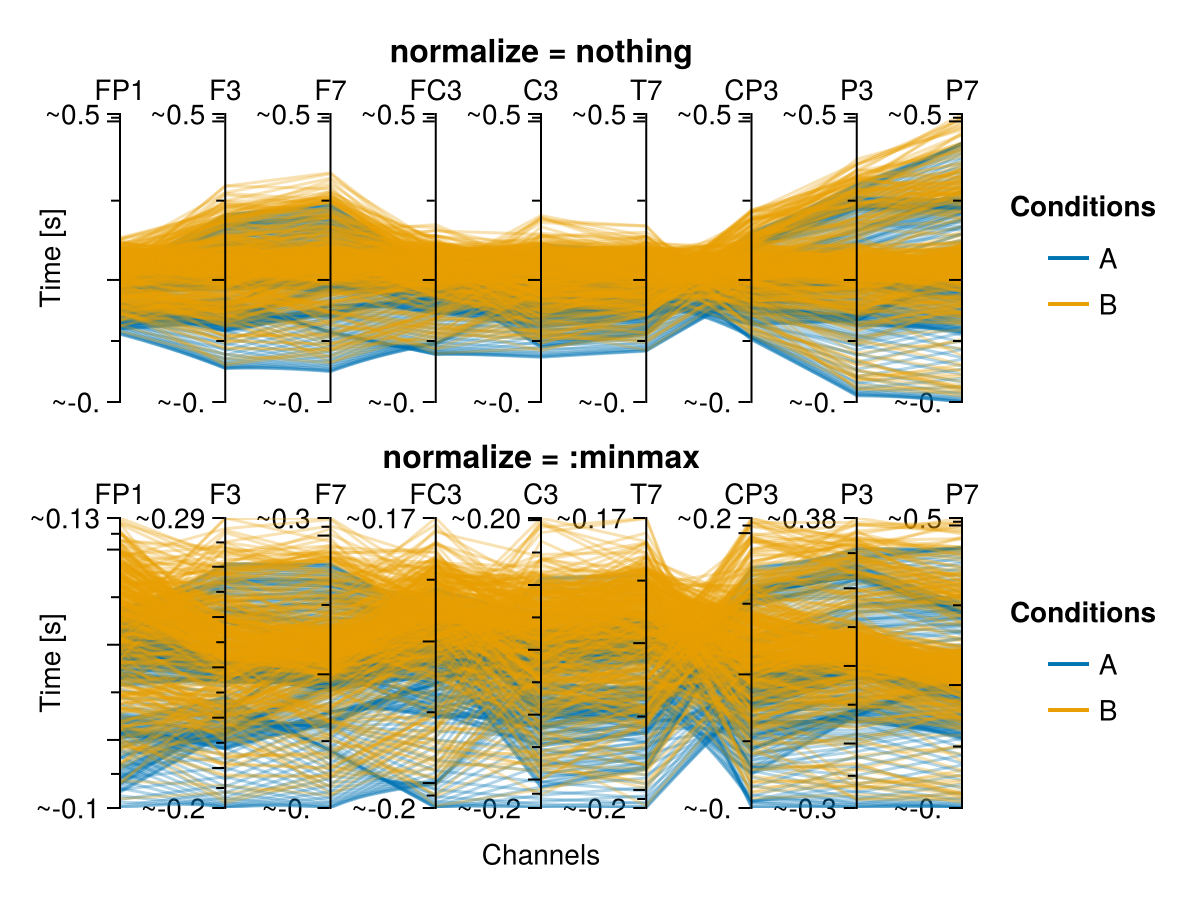 normalize = nothing
FP1 F3 F7 FC3 C3 T7 CP3 P3 P7
~0.5 ~0.5 ~0.5 ~0.5 ~0.5 ~0.5 ~0.5 ~0.5 ~0.5
Time [s]
~-0. ~-0. ~-0. ~-0. ~-0. ~-0. ~-0. ~-0. ~-0.
Conditions
A
B
normalize = :minmax
FP1 F3 F7 FC3 C3 T7 CP3 P3 P7
~0.13 ~0.29 ~0.3 ~0.17 ~0.20 ~0.17 ~0.2 ~0.38 ~0.5
Time [s]
~-0.1 ~-0.2 ~-0. ~-0.2 ~-0.2 ~-0.2 ~-0. ~-0.3 ~-0.
Channels
Conditions
A
B